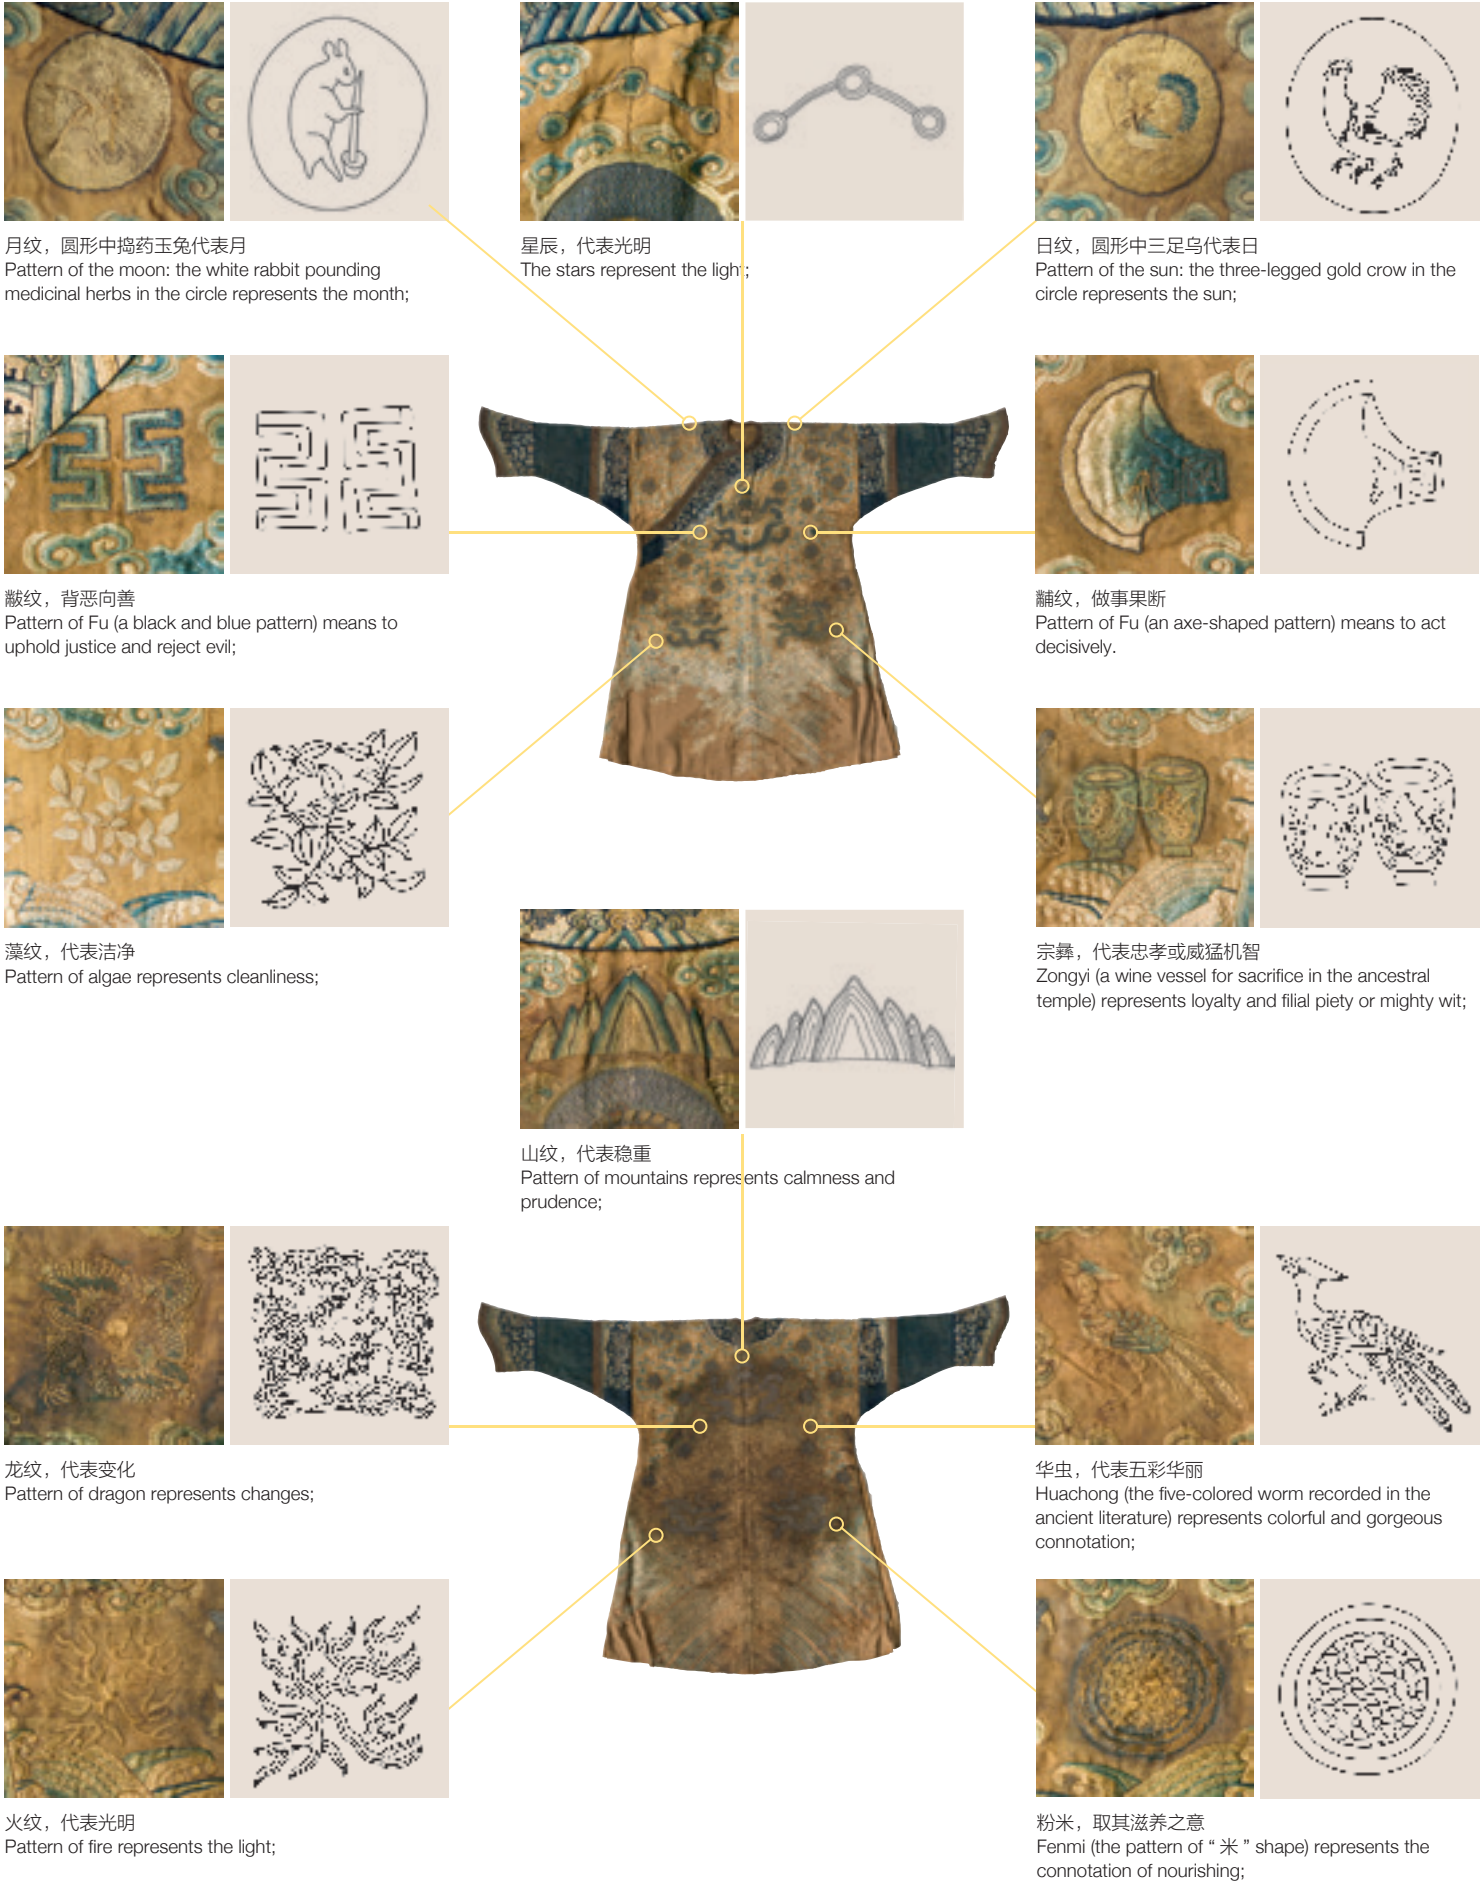 月纹，圆形中捣药玉兔代表月
Pattern of the moon: the white rabbit pounding
medicinal herbs in the circle represents the month;
星辰，代表光明
The stars represent the light;
日纹，圆形中三足乌代表日
Pattern of the sun: the three-legged gold crow in the
circle represents the sun;
黻纹，背恶向善
Pattern of Fu (a black and blue pattern) means to
uphold justice and reject evil;
黼纹，做事果断
Pattern of Fu (an axe-shaped pattern) means to act
decisively.
藻纹，代表洁净
Pattern of algae represents cleanliness;
宗彝，代表忠孝或威猛机智
Zongyi (a wine vessel for sacrifice in the ancestral
temple) represents loyalty and filial piety or mighty wit;
山纹，代表稳重
Pattern of mountains represents calmness and
prudence;
龙纹，代表变化
Pattern of dragon represents changes;
华虫，代表五彩华丽
Huachong (the five-colored worm recorded in the
ancient literature) represents colorful and gorgeous
connotation;
火纹，代表光明
Pattern of fire represents the light;
粉米，取其滋养之意
Fenmi (the pattern of “ 米 ” shape) represents the
connotation of nourishing;